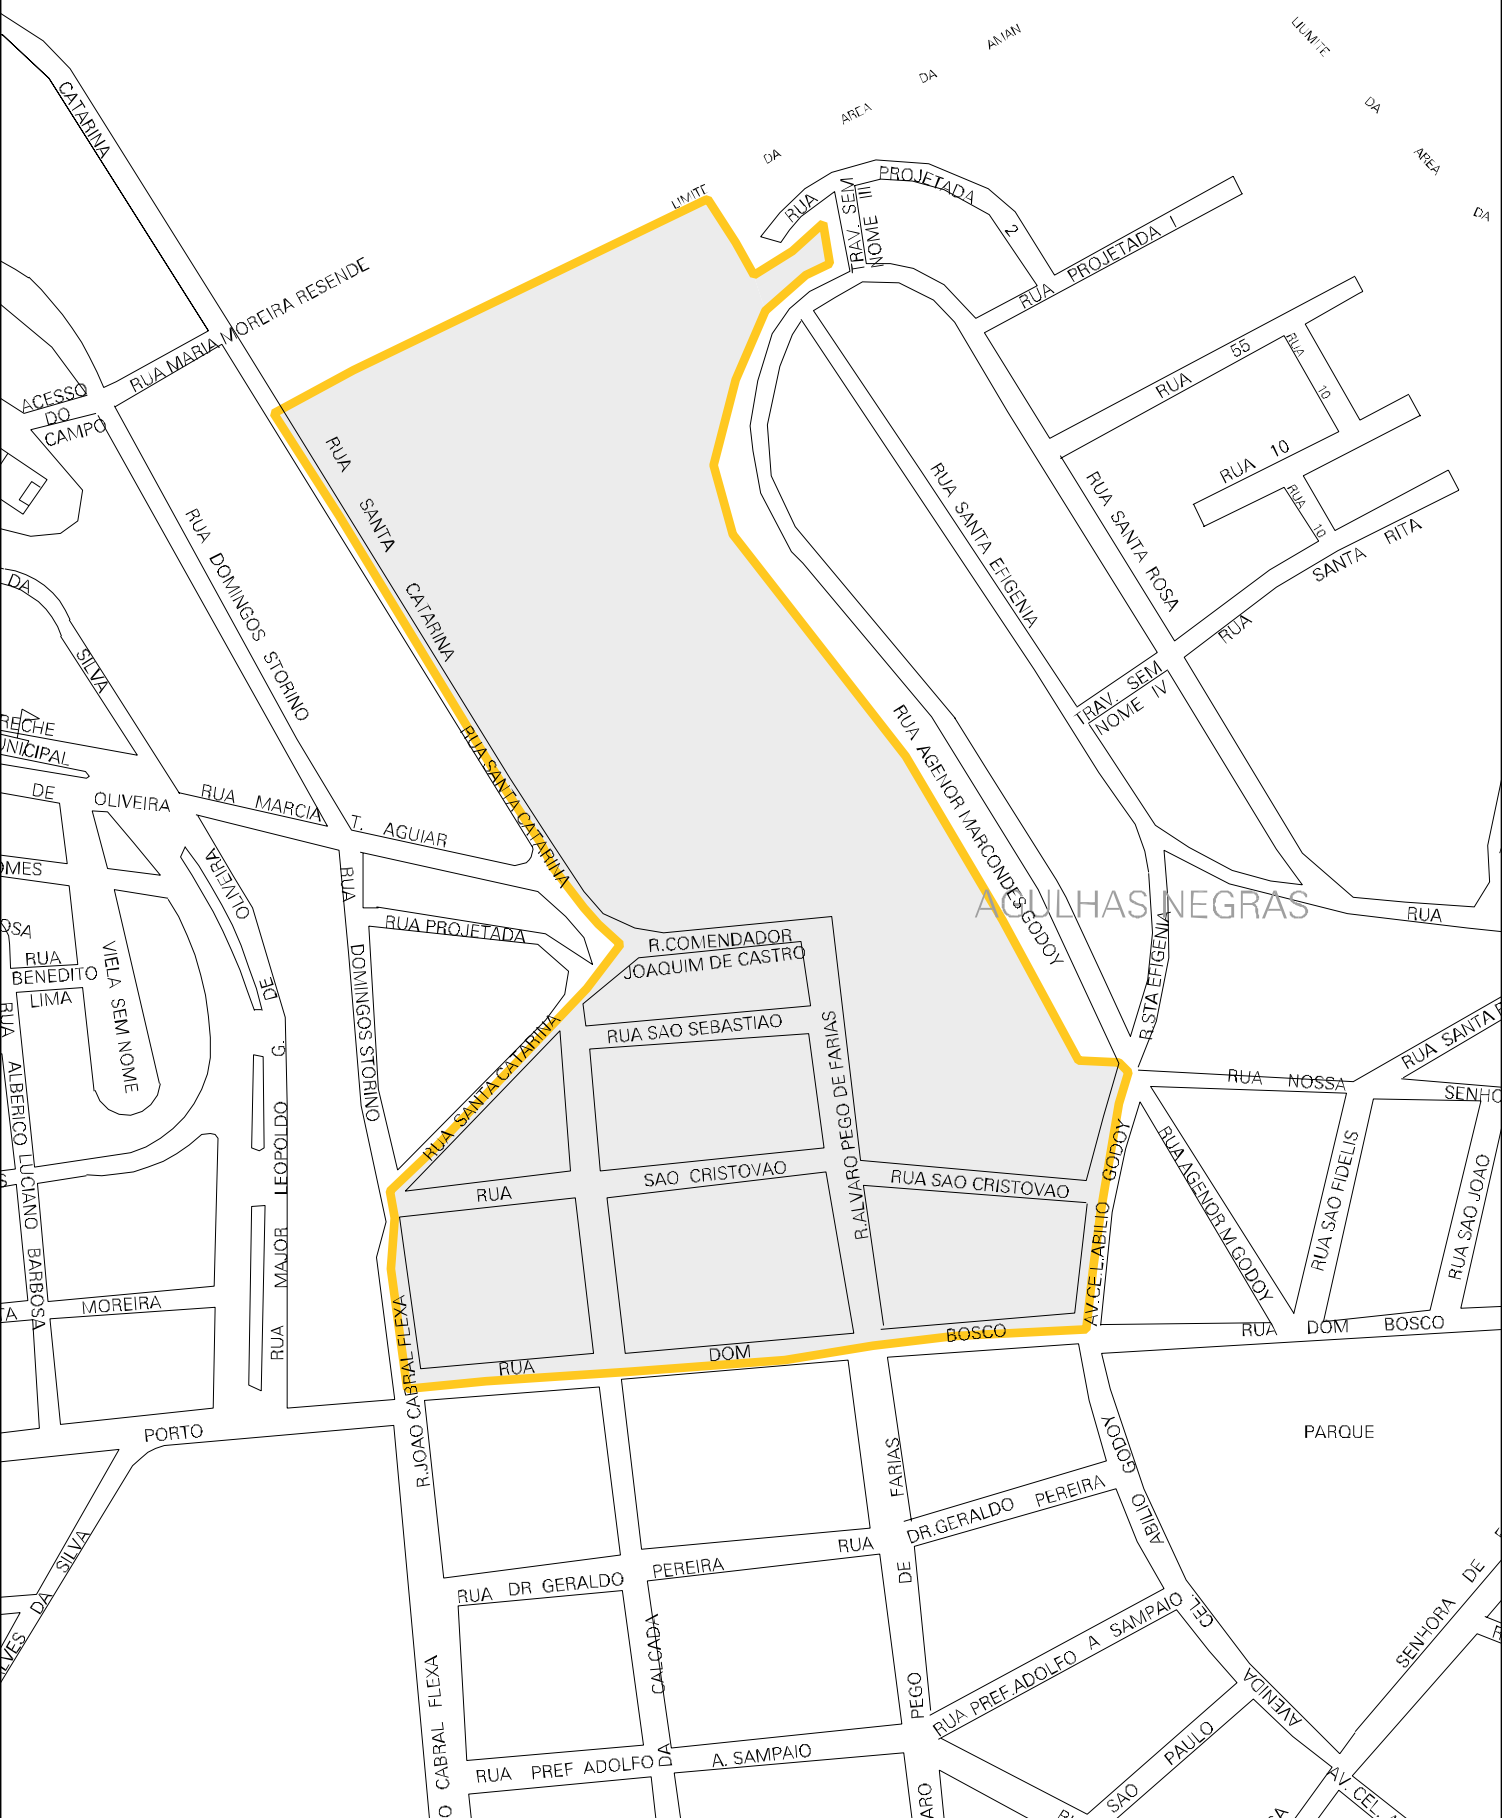 AMAN
LIUMITE
DA
DA
AREA
AREA
DA
DA
LIMITE
CATARINA
RUA
PROJETADA
2
TRAV. SEM
NOME III
RUA PROJETADA I
RUA MARIA MOREIRA RESENDE
ACESSO
DO
CAMPO
RUA 55
RUA 10
RUA 10
RUA 10
RUA SANTA RITA
RUA SANTA CATARINA
RUA DOMINGOS STORINO
RUA SANTA EFIGENIA
RUA SANTA ROSA
TRAV. SEM
NOME IV
DA
SILVA
RECHE
UNICIPAL
DE OLIVEIRA
RUA MARCIA T. AGUIAR
RUA SANTA CATARINA
RUA AGENOR MARCONDES GODOY
AGULHAS NEGRAS
RUA
OMES
OSA
RUA
BENEDITO
LIMA
VIELA SEM NOME
OLIVEIRA
DE
G.
LEOPOLDO
MAJOR
RUA
RUA
DOMINGOS STORINO
RUA PROJETADA
R.COMENDADOR
JOAQUIM DE CASTRO
RUA SAO SEBASTIAO
R.STA EFIGENIA
RUA ALBERICO LUCIANO BARBOSA
RUA SANTA CATARINA
R.ALVARO PEGO DE FARIAS
RUA SAO CRISTOVAO
RUA SAO CRISTOVAO
RUA NOSSA
SENHO
RUA SANTA
RUA AGENOR M GODOY
RUA SAO FIDELIS
RUA SAO JOAO
AV.CE.L.ABILIO GODOY
S
TA
MOREIRA
PORTO
RUA DOM BOSCO
RUA DOM BOSCO
PARQUE
R.JOAO CABRAL FLEXA
FARIAS
DE
PEGO
ARO
RUA DR GERALDO PEREIRA
RUA
DR.GERALDO PEREIRA
GODOY
ABILIO
CEL.
AVENIDA
CALCADA
DA
RUA PREF.ADOLFO A SAMPAIO
SENHORA DE
DA SILVA
LVES
O CABRAL FLEXA
RUA PREF ADOLFO
A. SAMPAIO
SAO PAULO
AV. CEL.